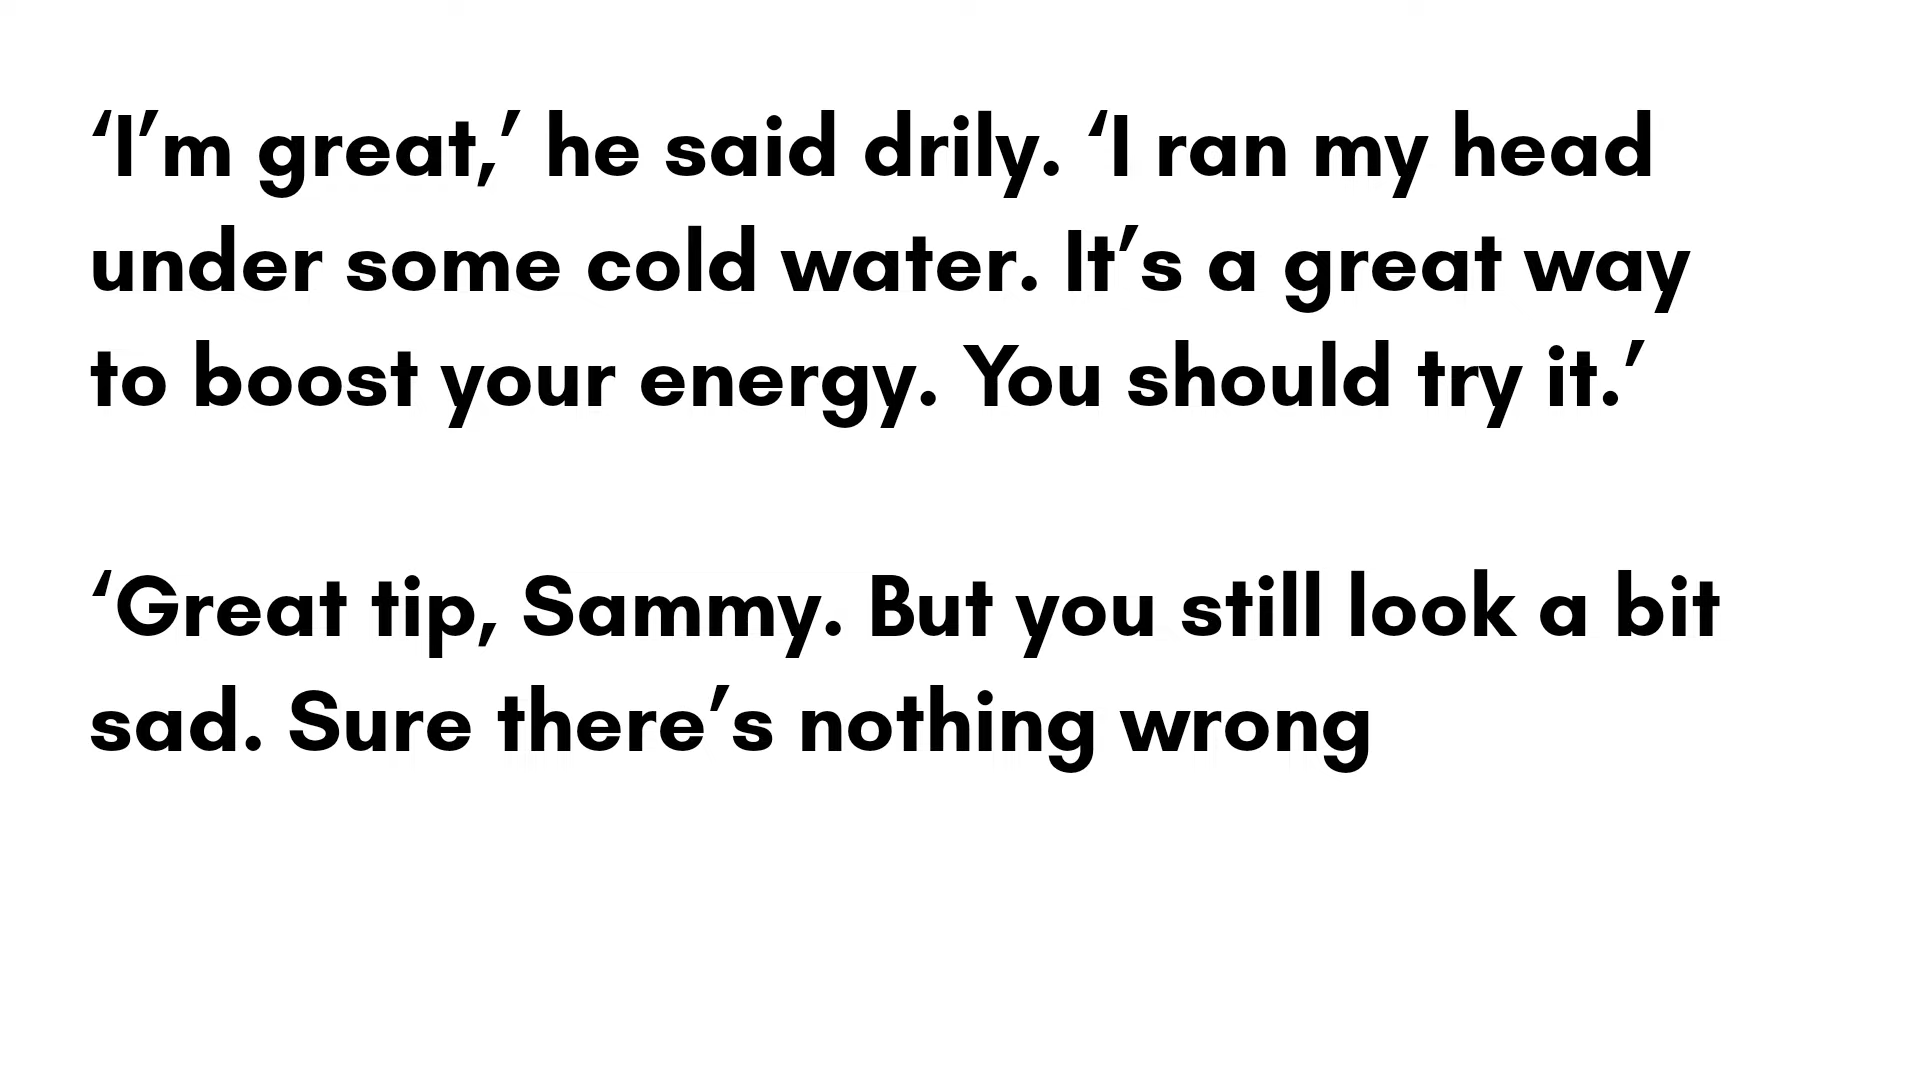 ‘I’m great,’ he said drily. ‘I ran my head
under some cold water. It’s a great way
to boost your energy. You should try it.’
‘Great tip, Sammy. But you still look a bit
sad. Sure there’s nothing wrong